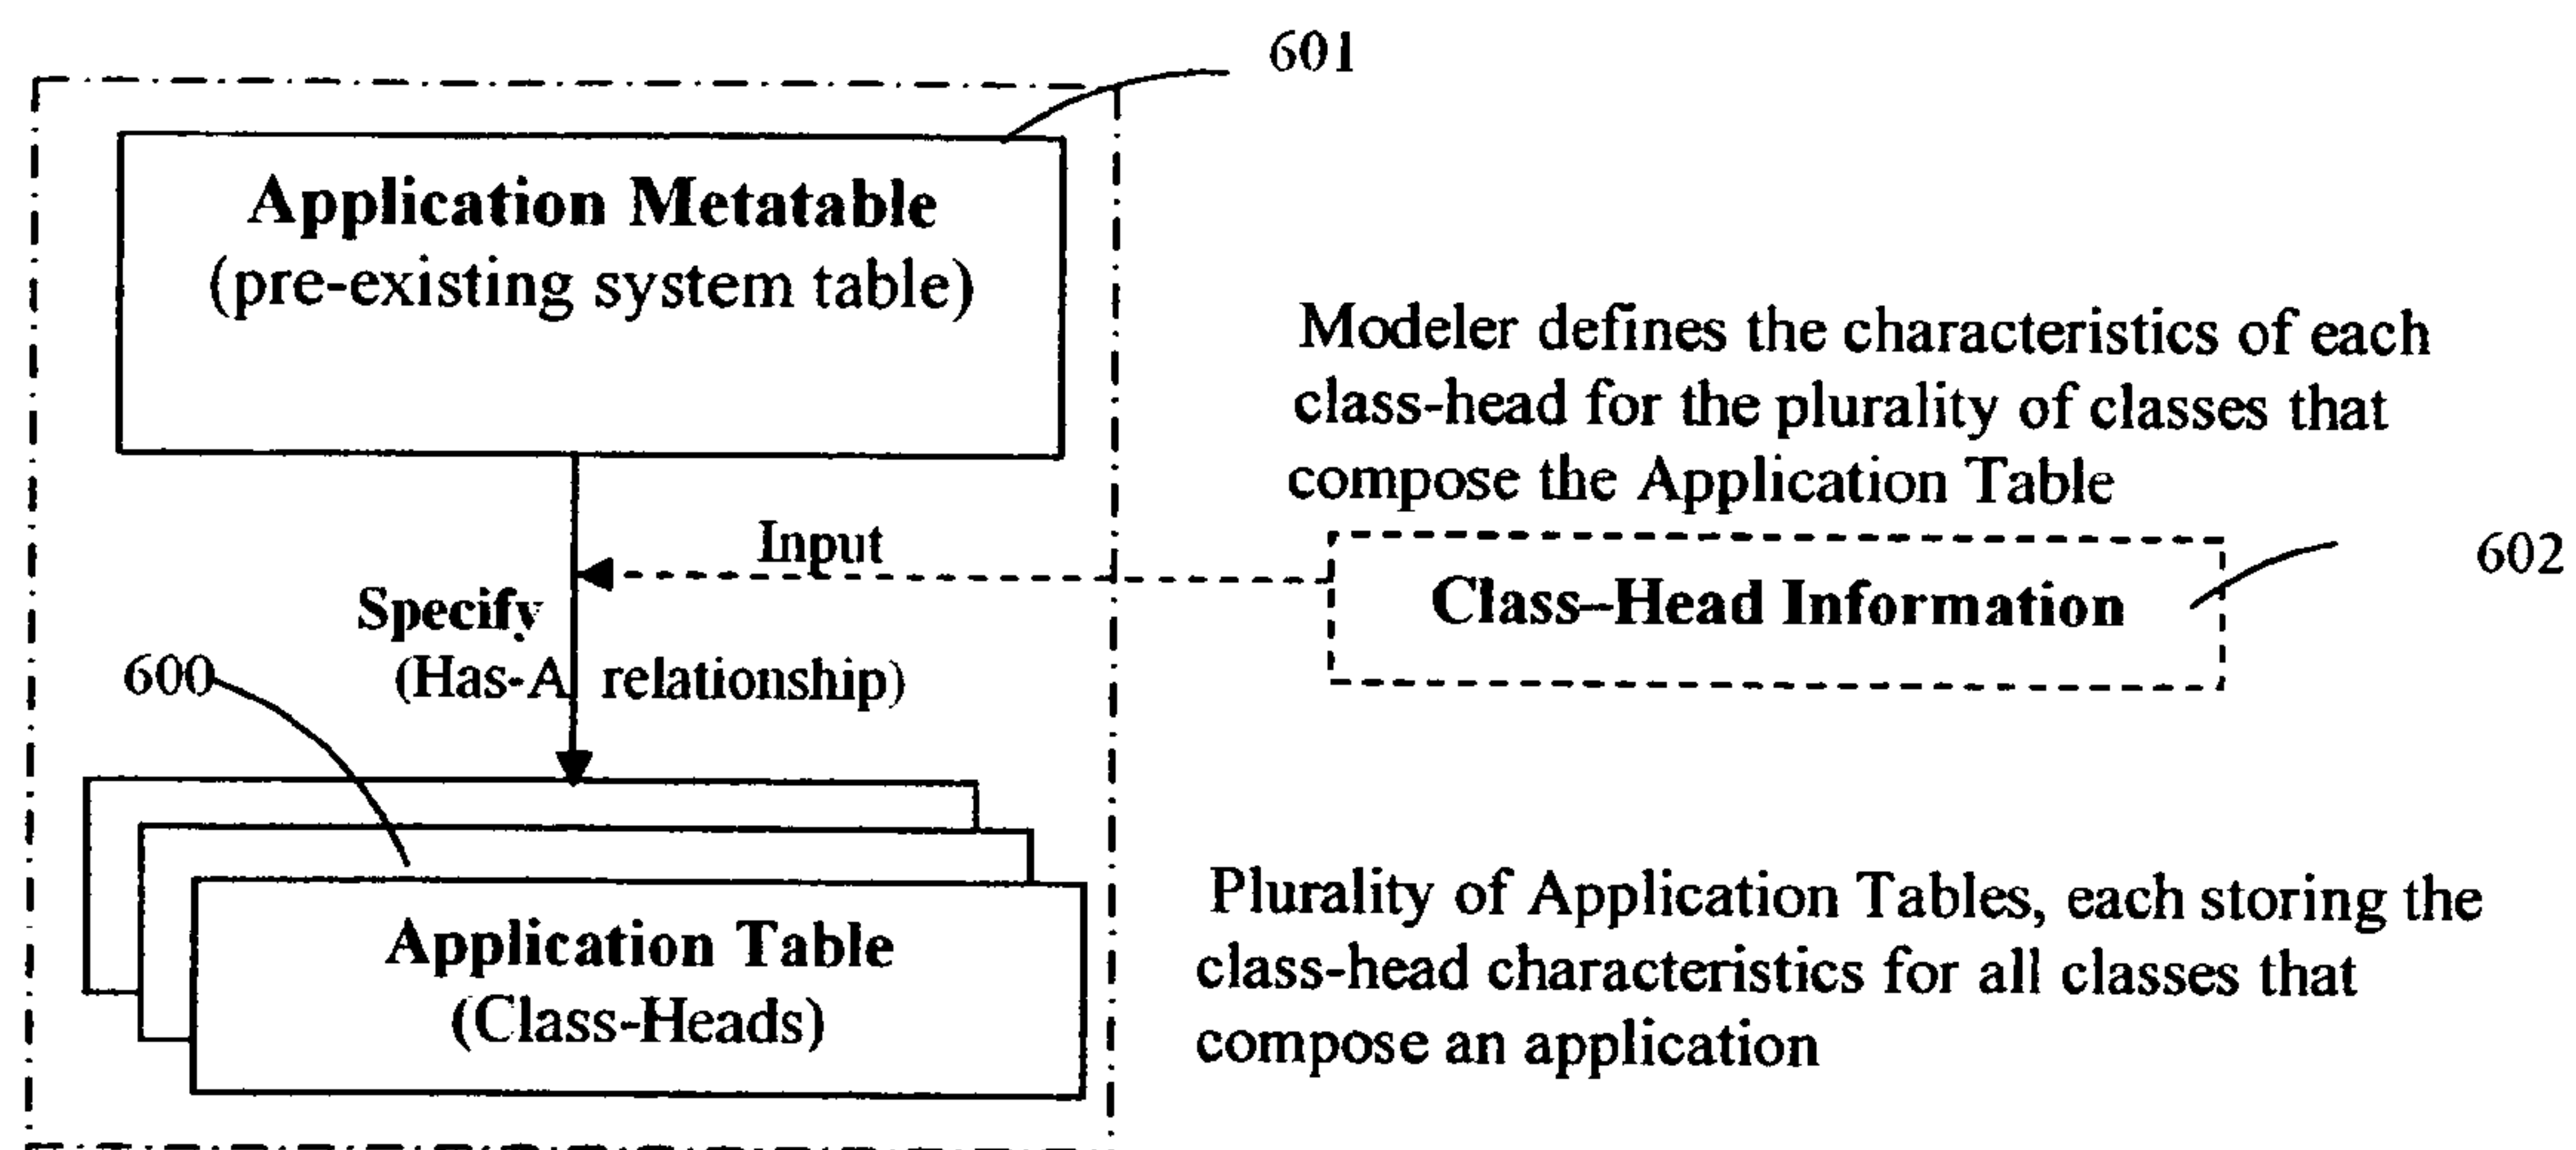 601
Application Metatable
(pre-existing system table)
Modeler defines the characteristics of each
class-head for the plurality of classes that
compose the Application Table
Input
602
Class–Head Information
Specify
600
(Has-A relationship)
Plurality of Application Tables, each storing the
class-head characteristics for all classes that
compose an application
Application Table
(Class-Heads)